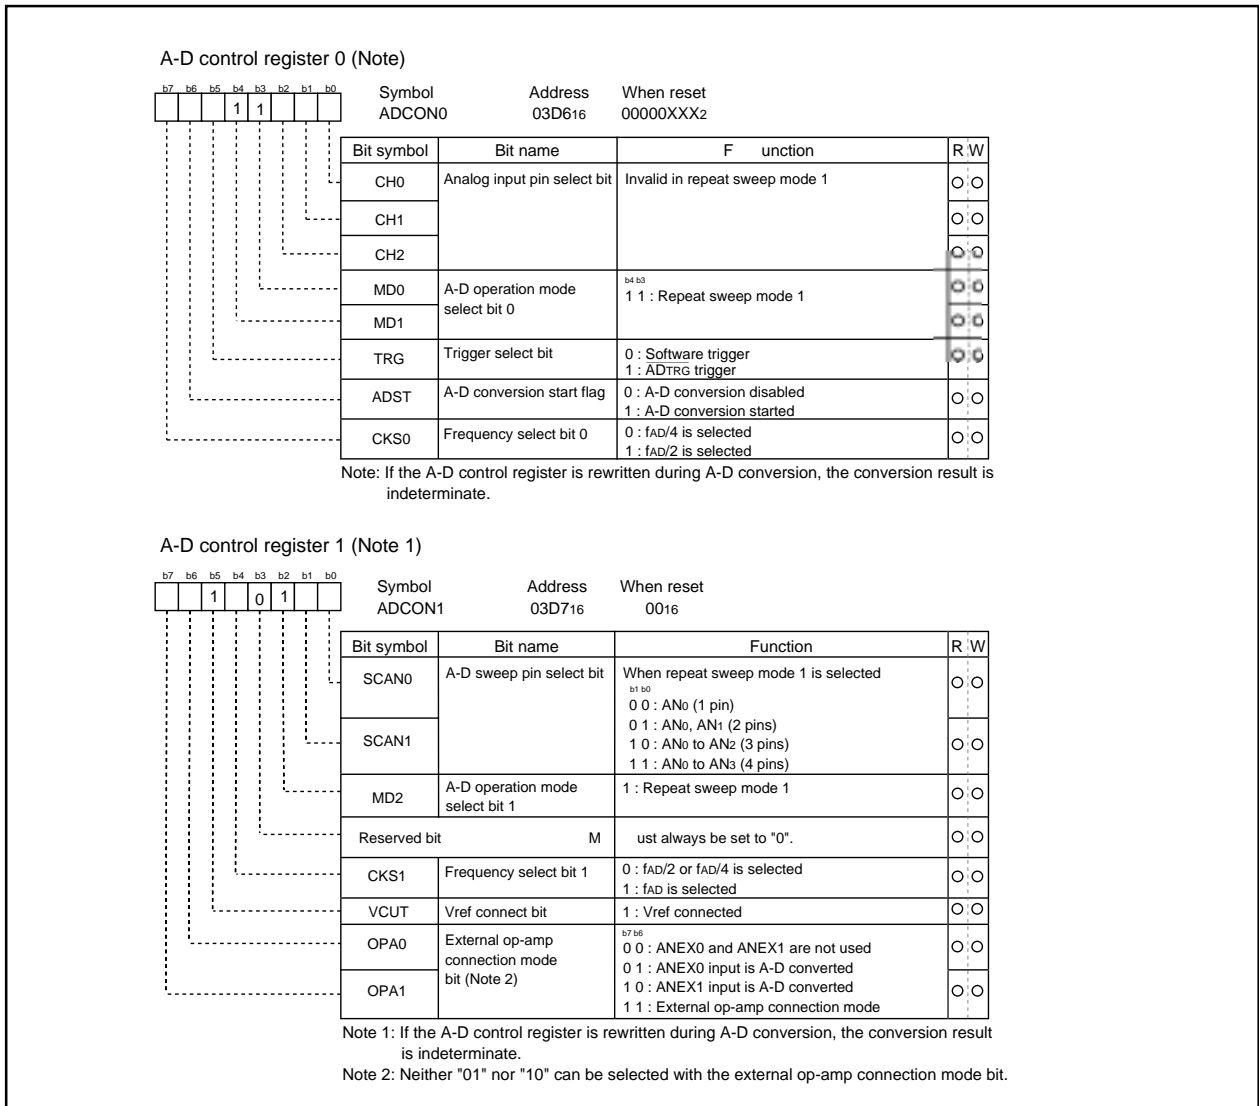 A-D control register 0 (Note)
b7 b6 b5 b4 b3 b2 b1 b0
1 1
Symbol Address When reset
ADCON0 03D616 00000XXX2
Bit symbol Bit name F unction R W
CH0 Analog input pin select bit Invalid in repeat sweep mode 1
CH1
CH2
MD0 A-D operation mode select bit 0 b4 b3
1 1 : Repeat sweep mode 1
MD1
TRG Trigger select bit 0 : Software trigger
1 : ADTRG trigger
ADST A-D conversion start flag 0 : A-D conversion disabled
1 : A-D conversion started
CKS0 Frequency select bit 0 0 : fAD/4 is selected
1 : fAD/2 is selected
Note: If the A-D control register is rewritten during A-D conversion, the conversion result is
indeterminate.
A-D control register 1 (Note 1)
b7 b6 b5 b4 b3 b2 b1 b0
1 0 1
Symbol Address When reset
ADCON1 03D716 0016
Bit symbol Bit name Function R W
SCAN0 A-D sweep pin select bit When repeat sweep mode 1 is selected
b1 b0
0 0 : AN0 (1 pin)
0 1 : AN0, AN1 (2 pins)
SCAN1 1 0 : AN0 to AN2 (3 pins)
1 1 : AN0 to AN3 (4 pins)
MD2 A-D operation mode select bit 1 1 : Repeat sweep mode 1
Reserved bit M ust always be set to "0".
CKS1 Frequency select bit 1 0 : fAD/2 or fAD/4 is selected
1 : fAD is selected
VCUT Vref connect bit 1 : Vref connected
OPA0 External op-amp connection mode bit (Note 2) b7 b6
0 0 : ANEX0 and ANEX1 are not used
0 1 : ANEX0 input is A-D converted
OPA1 1 0 : ANEX1 input is A-D converted
1 1 : External op-amp connection mode
Note 1: If the A-D control register is rewritten during A-D conversion, the conversion result
is indeterminate.
Note 2: Neither "01" nor "10" can be selected with the external op-amp connection mode bit.